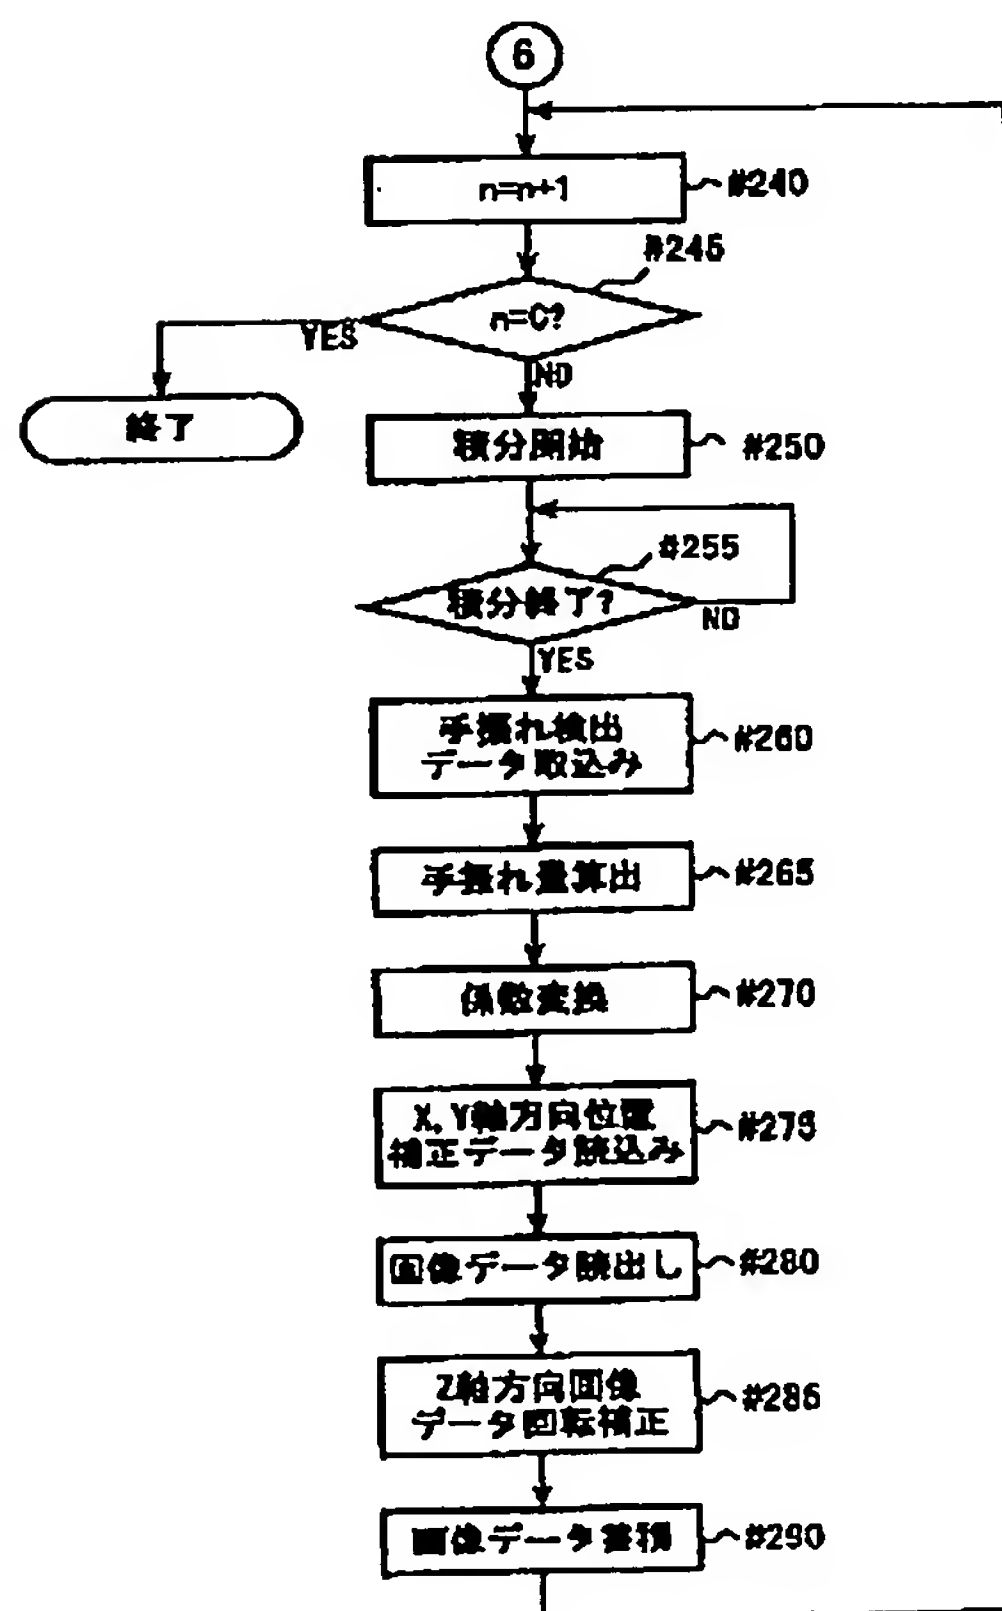 6
n=n+1
#240
#245
n=C?
YES
NO
終了
積分開始
#250
#255
積分終了?
NO
YES
手振れ検出
データ取込み
#260
手振れ量算出
#265
係数変換
#270
X,Y軸方向位置
補正データ読込み
#275
画像データ読出し
#280
Z軸方向画像
データ回転補正
#285
画像データ蓄積
#290